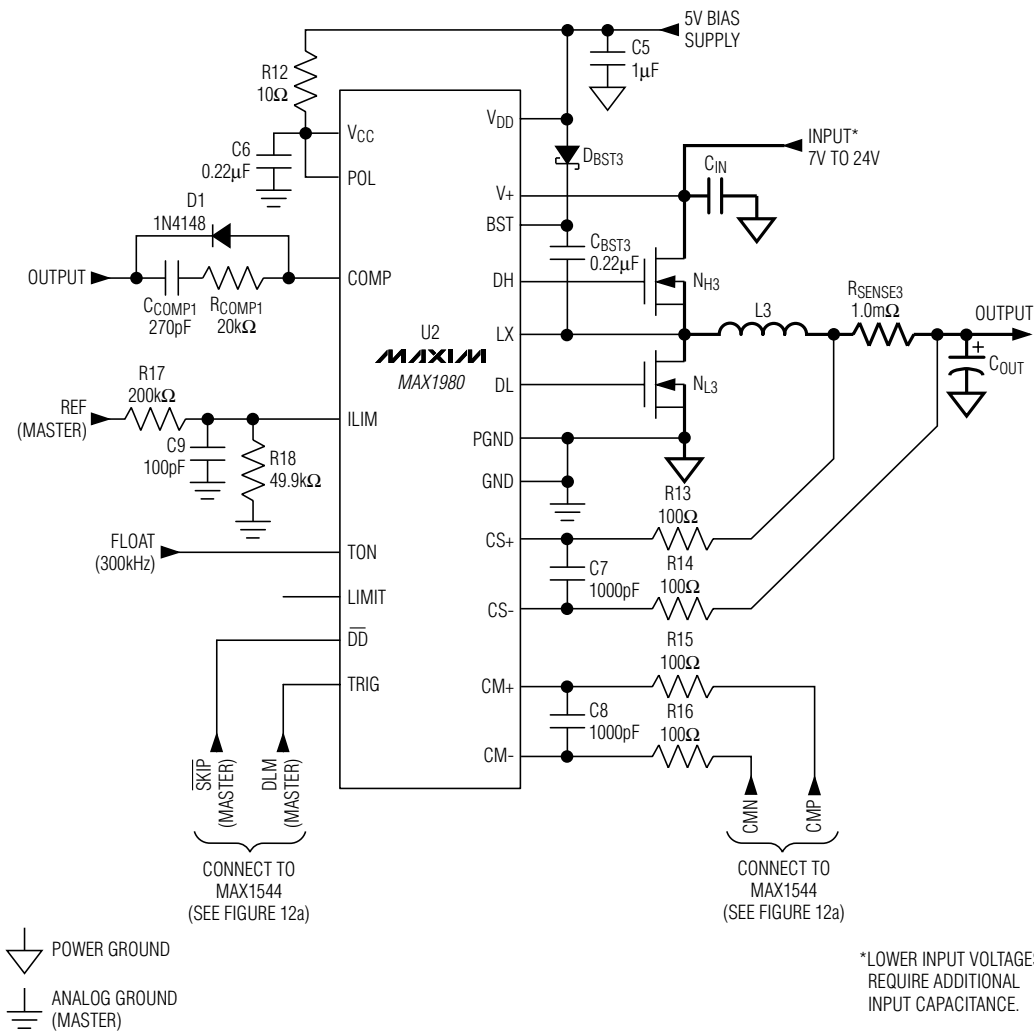 5V BIAS
SUPPLY
C5
1µF
R12
10Ω
VDD
VCC
DBST3
INPUT*
7V TO 24V
C6
0.22µF
CIN
POL
V+
BST
D1
1N4148
CBST3
0.22µF
OUTPUT
COMP
DH
NH3
CCOMP1
270pF
RCOMP1
20kΩ
RSENSE3
1.0mΩ
OUTPUT
L3
LX
U2
MAXIM
MAX1980
COUT
+
DL
NL3
R17
200kΩ
REF
(MASTER)
ILIM
PGND
C9
100pF
R18
49.9kΩ
GND
R13
100Ω
CS+
FLOAT
(300kHz)
TON
R14
100Ω
C7
1000pF
LIMIT
CS-
DD
R15
100Ω
TRIG
CM+
C8
1000pF
R16
100Ω
CM-
SKIP
(MASTER)
DLM
(MASTER)
CMN
CMP
CONNECT TO
MAX1544
(SEE FIGURE 12a)
CONNECT TO
MAX1544
(SEE FIGURE 12a)
POWER GROUND
ANALOG GROUND
(MASTER)
*LOWER INPUT VOLTAGES
REQUIRE ADDITIONAL
INPUT CAPACITANCE.